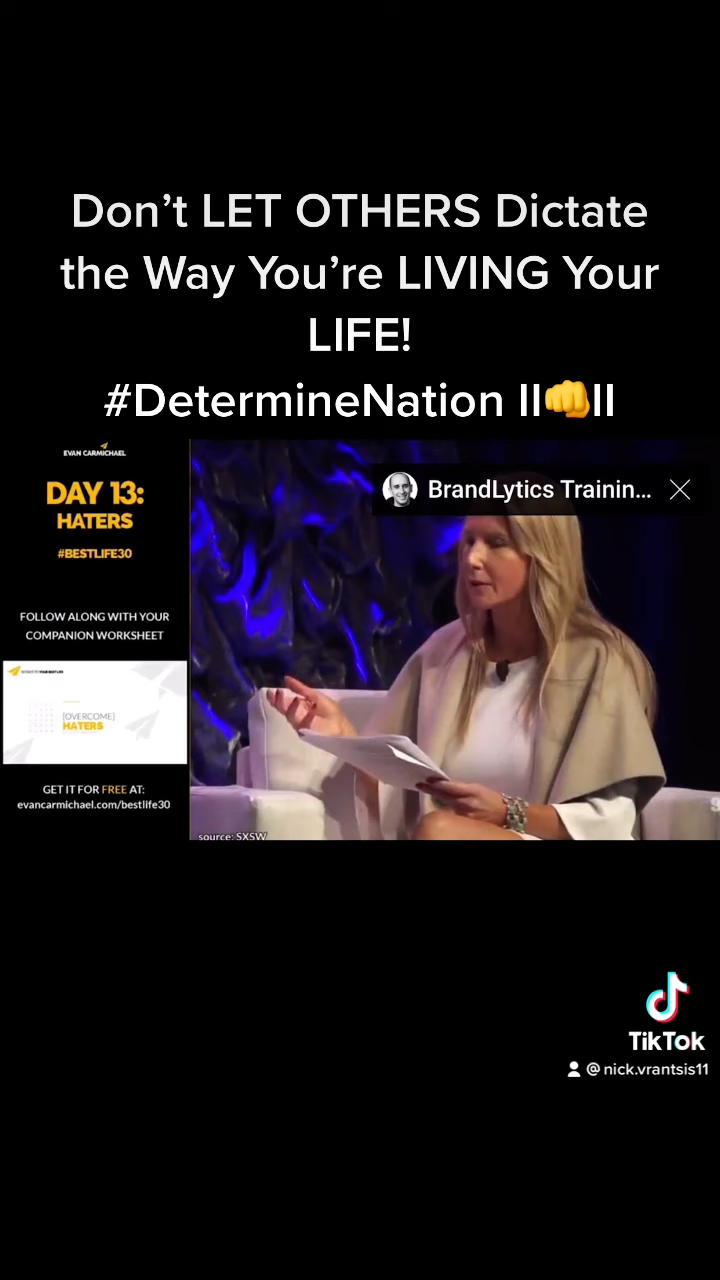 Don’t LET OTHERS Dictate
the Way You’re LIVING Your
LIFE!
#DetermineNation II👊II
EVAN CARMICHAEL
DAY 13:
HATERS
#BESTLIFE30
FOLLOW ALONG WITH YOUR
COMPANION WORKSHEET
[OVERCOME]
HATERS
GET IT FOR FREE AT:
evancarmichael.com/bestlife30
BrandLytics Trainin...
source: SXSW
TikTok
@nick.vrantsis11